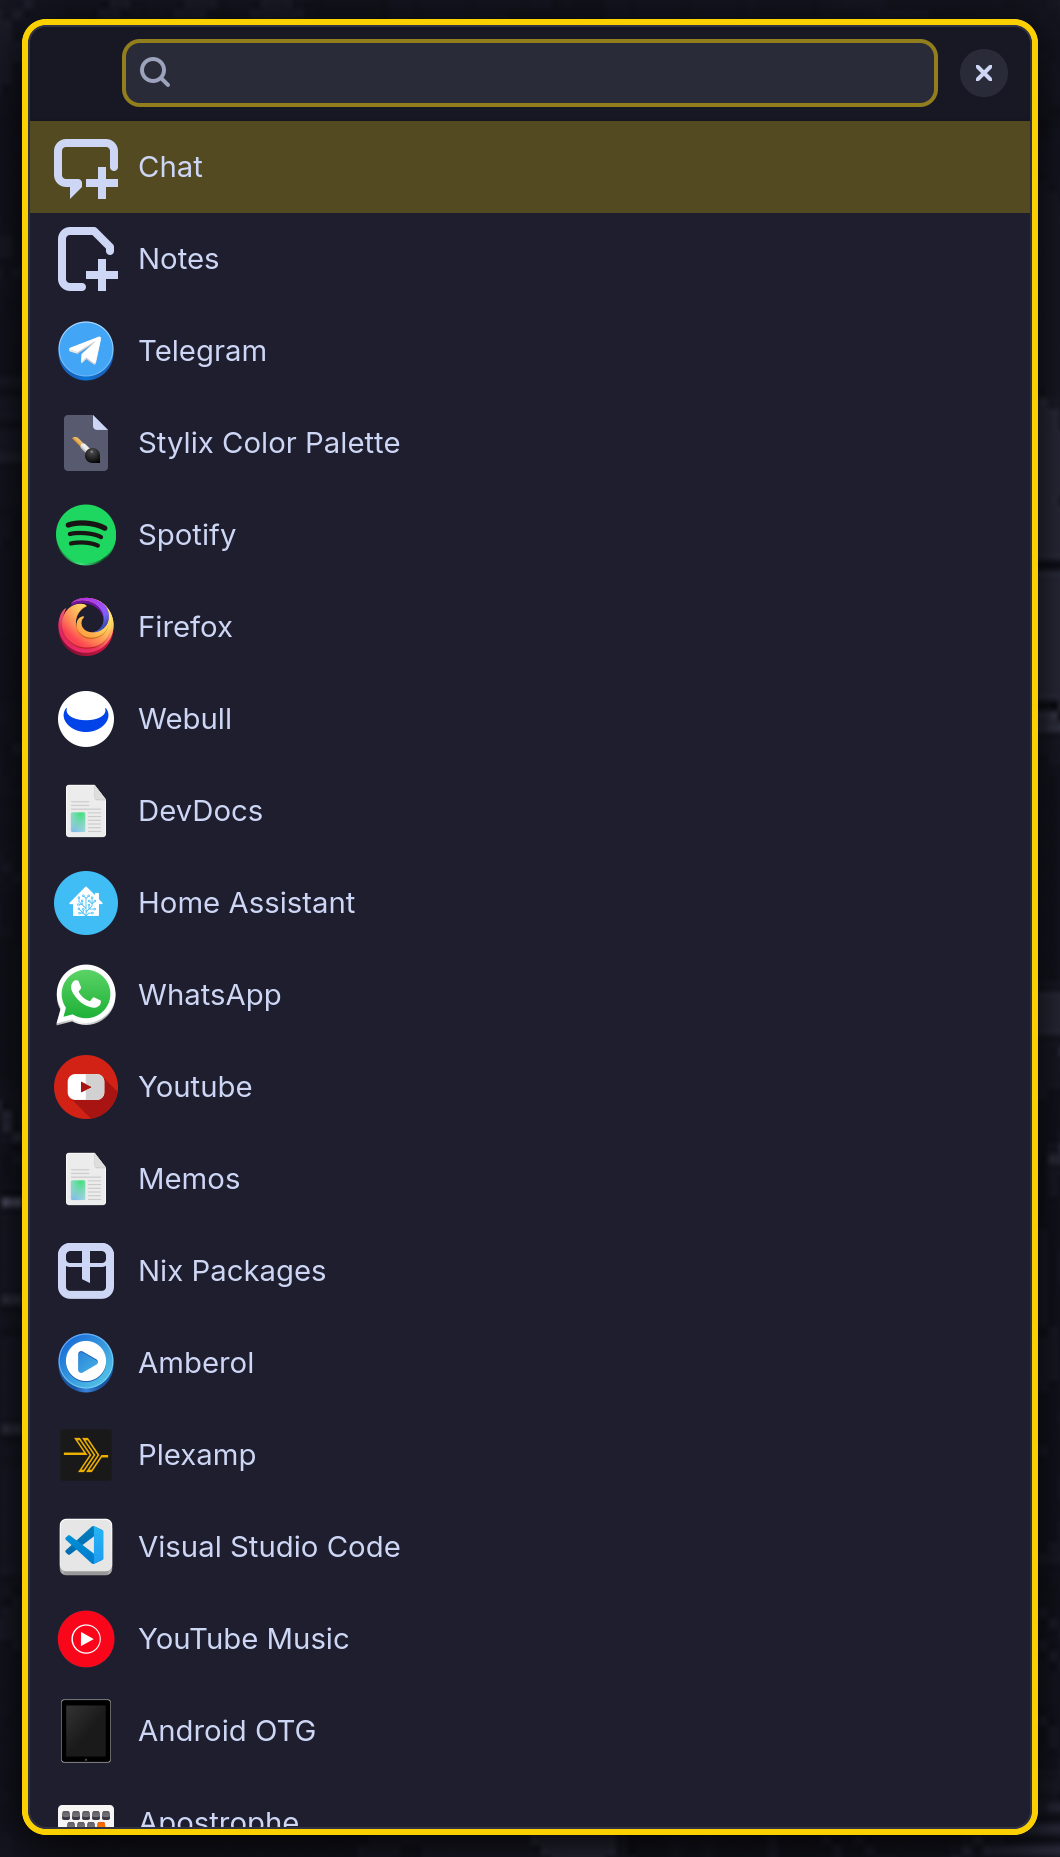 Chat
Notes
Telegram
Stylix Color Palette
Spotify
Firefox
Webull
DevDocs
Home Assistant
WhatsApp
Youtube
Memos
Nix Packages
Amberol
Plexamp
Visual Studio Code
YouTube Music
Android OTG
Apostrophe